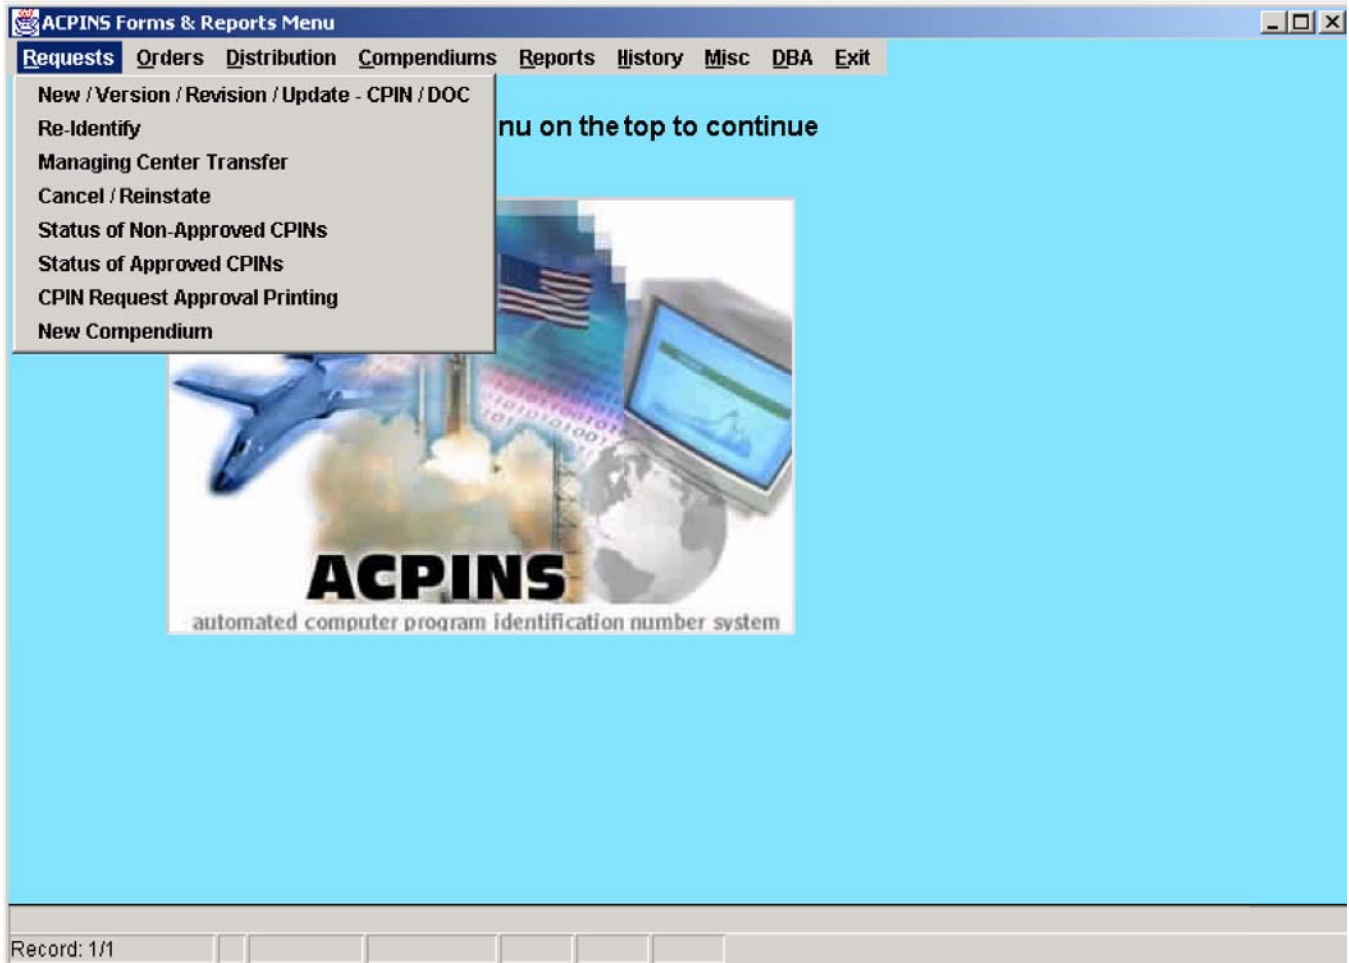 ACPINS Forms & Reports Menu
Requests Orders Distribution Compendiums Reports History Misc DBA Exit
New / Version / Revision / Update - CPIN / DOC
Re-Identify
nu on the top to continue
Managing Center Transfer
Cancel / Reinstate
Status of Non-Approved CPINs
Status of Approved CPINs
CPIN Request Approval Printing
New Compendium
ACPINS
automated computer program identification number system
Record: 1/1